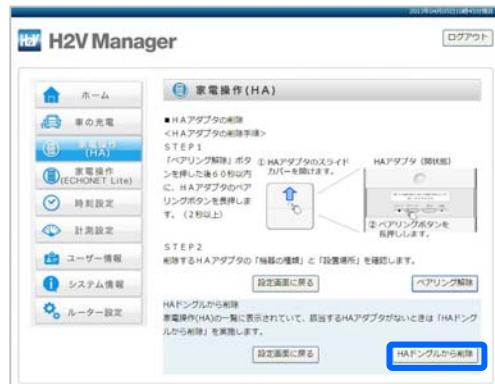 2013年04月05日10時45分現在
H2V Manager
ログアウト
ホーム
車の充電
家電操作
(HA)
家電操作
(ECHONET Lite)
時刻設定
計測設定
ユーザー情報
システム情報
ルーター設定
家電操作(HA)
■HAアダプタの削除
<HAアダプタの削除手順>
STEP1
「ペアリング解除」ボタ
ンを押した後60秒以内
に、HAアダプタのペア
リングボタンを長押しま
す。(2秒以上)
① HAアダプタのスライド
カバーを開けます。
HAアダプタ (開状態)
② ペアリングボタンを
長押しします。
STEP2
削除するHAアダプタの「機器の種類」と「設置場所」を確認します。
設定画面に戻る
ペアリング解除
HAドングルから削除
家電操作(HA)の一覧に表示されていて、該当するHAアダプタがないときは「HAドング
ルから削除」を実施します。
設定画面に戻る
HAドングルから削除